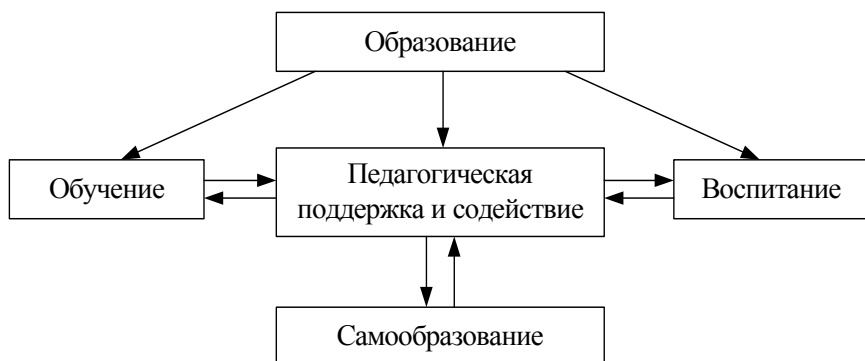 Образование
Обучение
Педагогическая
поддержка и содействие
Воспитание
Самообразование